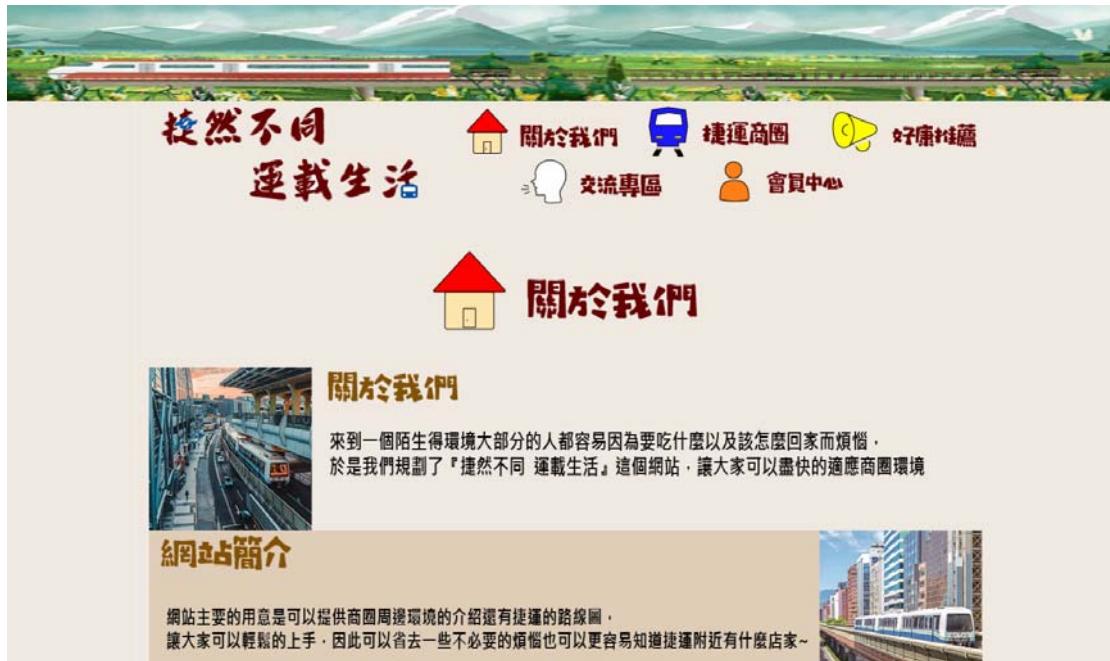 捷然不同
運載生活
關於我們
捷運商圈
好康推薦
交流專區
會員中心
關於我們
關於我們
來到一個陌生得環境大部分的人都容易因為要吃什麼以及該怎麼回家而煩惱，
於是我們規劃了『捷然不同 運載生活』這個網站，讓大家可以盡快的適應商圈環境
網站簡介
網站主要的用意是可以提供商圈周邊環境的介紹還有捷運的路線圖，
讓大家可以輕鬆的上手，因此可以省去一些不必要的煩惱也可以更容易知道捷運附近有什麼店家~